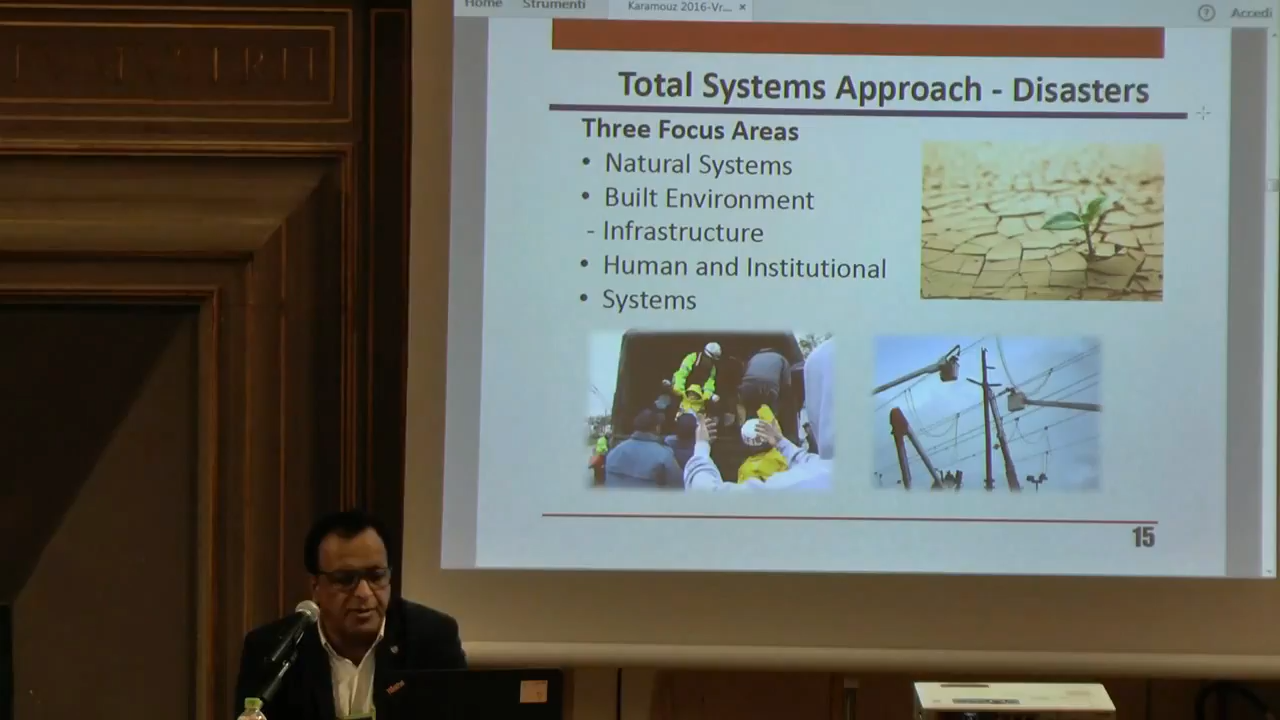 Home Strumenti Karamouz 2016-Vr... × ? Accedi
Total Systems Approach - Disasters
Three Focus Areas
• Natural Systems
• Built Environment
- Infrastructure
• Human and Institutional
• Systems
15